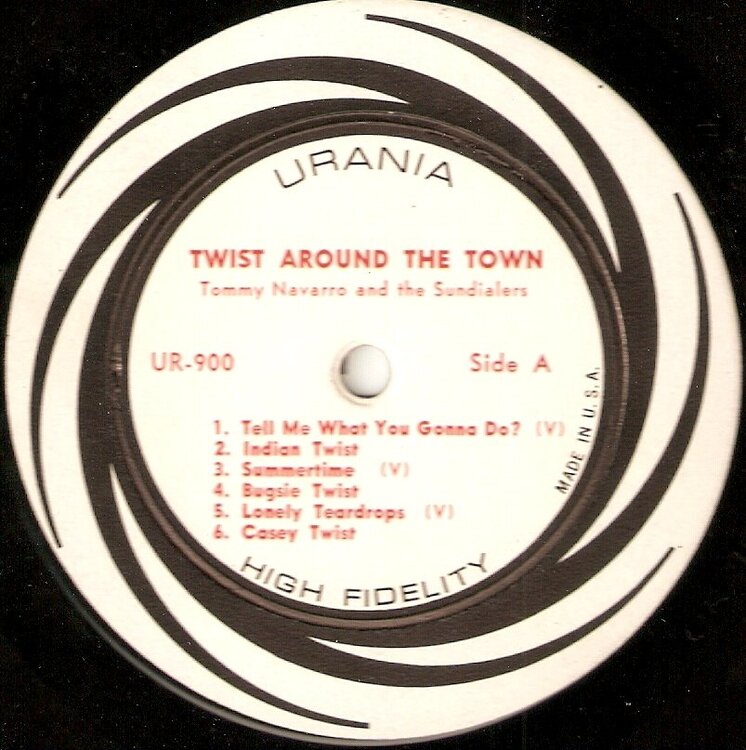 URANIA
TWIST AROUND THE TOWN
Tommy Navarro and the Sundialers
UR-900
Side A
1. Tell Me What You Gonna Do? (V)
2. Indian Twist
3. Summertime (V)
4. Bugsie Twist
5. Lonely Teardrops (V)
6. Casey Twist
MADE IN U.S.A.
HIGH FIDELITY